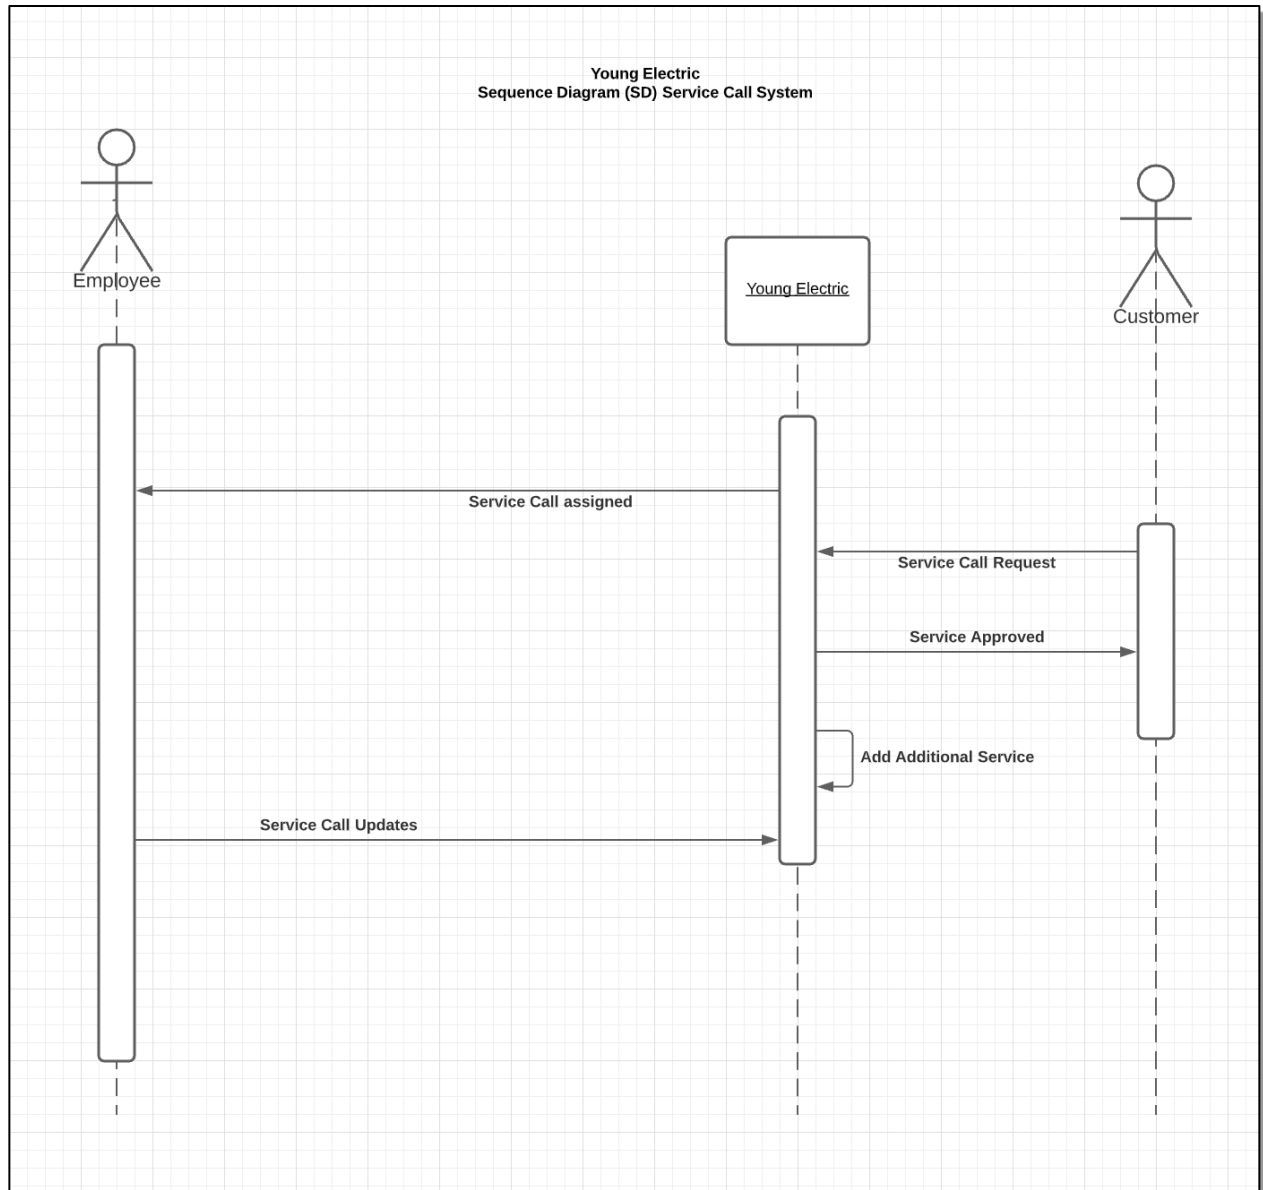 Young Electric
Sequence Diagram (SD) Service Call System
Employee
Young Electric
Customer
Service Call assigned
Service Call Request
Service Approved
Add Additional Service
Service Call Updates